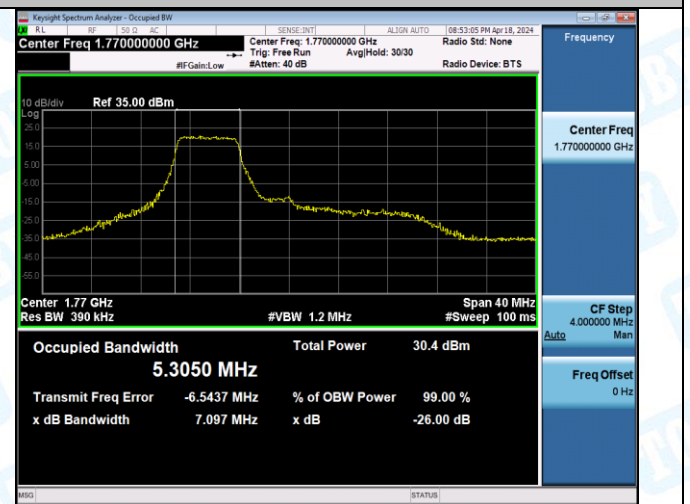 Keysight Spectrum Analyzer - Occupied BW
RL RF 50 Ω AC SENSE:INT ALIGN AUTO 08:53:05 PM Apr 18, 2024
Center Freq 1.770000000 GHz
Center Freq: 1.770000000 GHz
Radio Std: None
Trig: Free Run Avg|Hold: 30/30
#IFGain:Low
#Atten: 40 dB
Radio Device: BTS
Frequency
10 dB/div Ref 35.00 dBm
Log
25.0
15.0
5.00
-5.00
-15.0
-25.0
-35.0
-45.0
-55.0
Center 1.77 GHz
Span 40 MHz
Res BW 390 kHz
#VBW 1.2 MHz
#Sweep 100 ms
Occupied Bandwidth
5.3050 MHz
Total Power 30.4 dBm
Transmit Freq Error -6.5437 MHz
% of OBW Power 99.00 %
x dB Bandwidth 7.097 MHz
x dB -26.00 dB
Center Freq
1.770000000 GHz
CF Step
4.000000 MHz
Auto Man
Freq Offset
0 Hz
MSG
STATUS